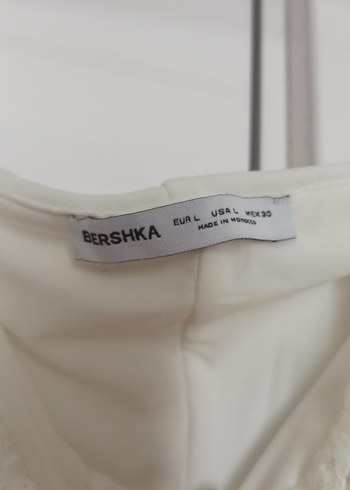 BERSHKA
EUR L USA L MEX 30
MADE IN MOROCCO